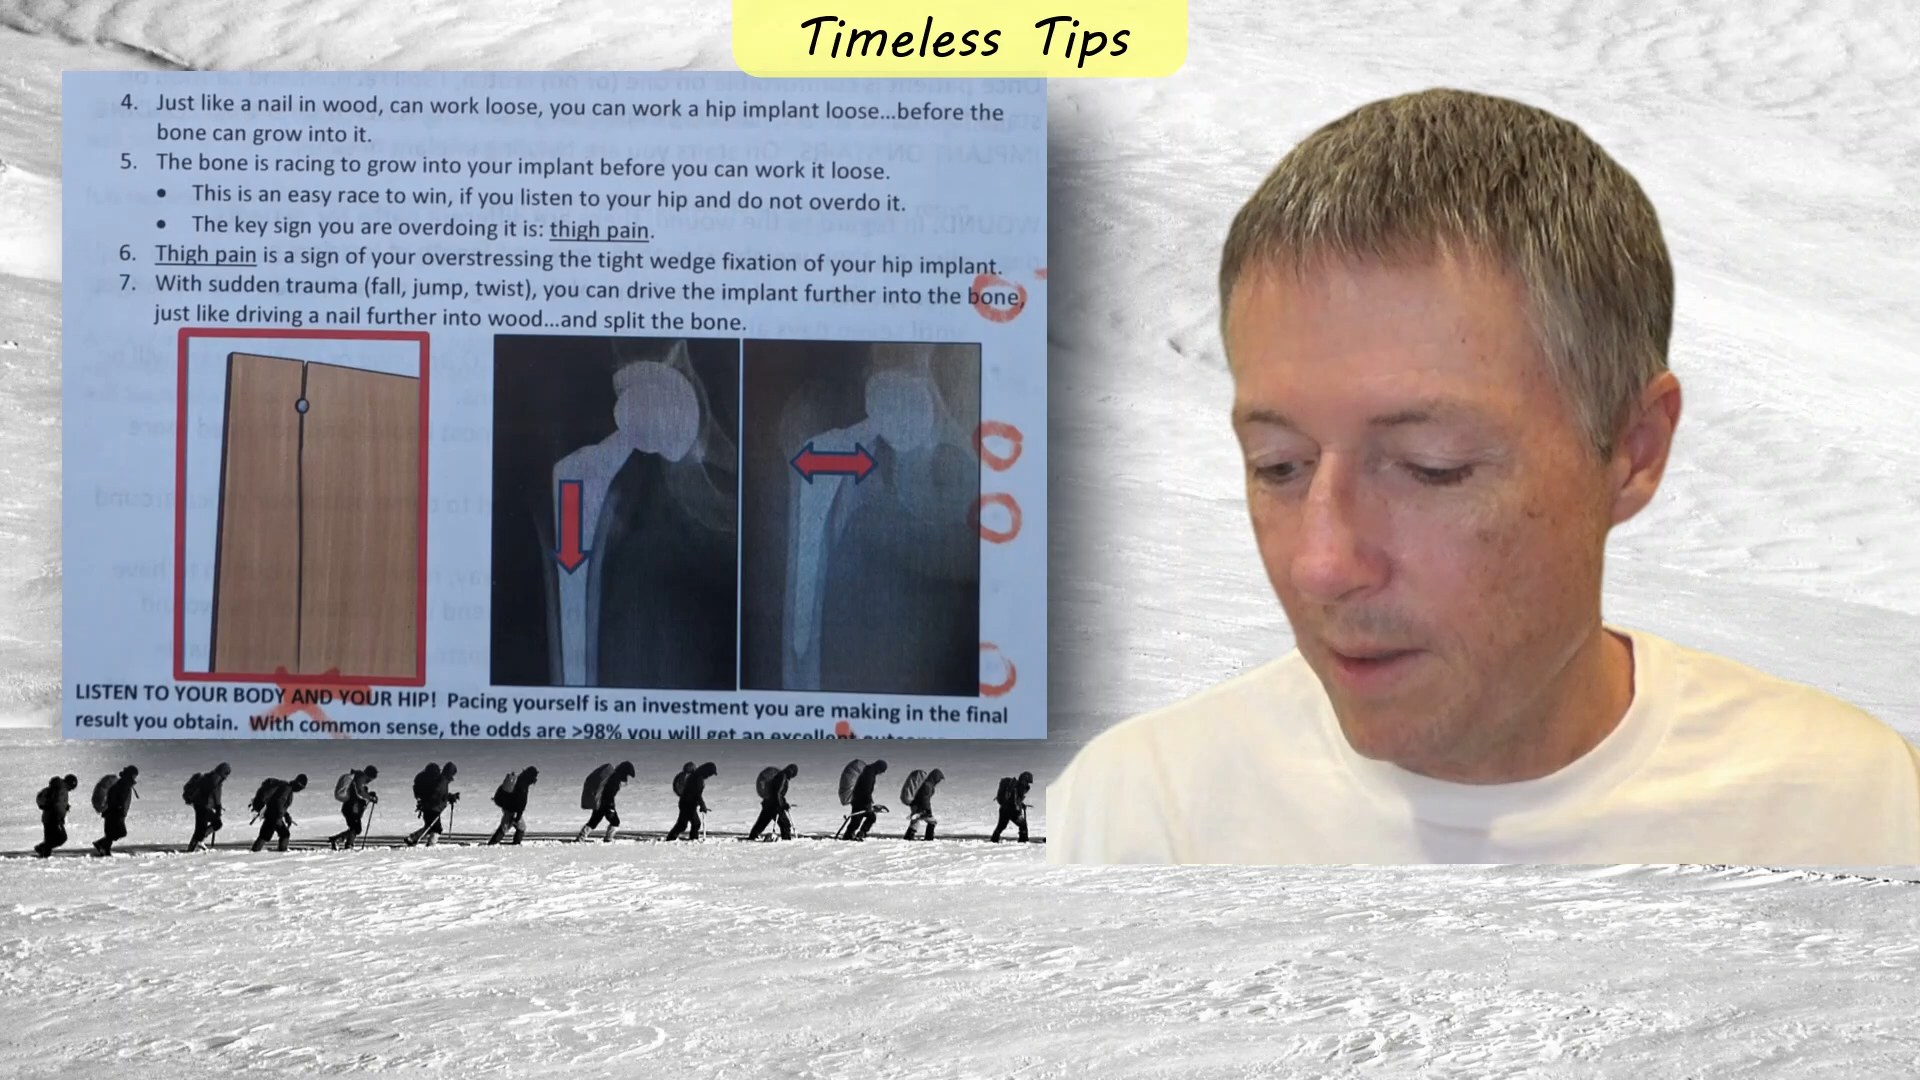 Timeless Tips
4. Just like a nail in wood, can work loose, you can work a hip implant loose...before the
bone can grow into it.
5. The bone is racing to grow into your implant before you can work it loose.
• This is an easy race to win, if you listen to your hip and do not overdo it.
• The key sign you are overdoing it is: thigh pain.
6. Thigh pain is a sign of your overstressing the tight wedge fixation of your hip implant.
7. With sudden trauma (fall, jump, twist), you can drive the implant further into the bone,
just like driving a nail further into wood...and split the bone.
LISTEN TO YOUR BODY AND YOUR HIP! Pacing yourself is an investment you are making in the final
result you obtain. With common sense, the odds are >98% you will get an excellent